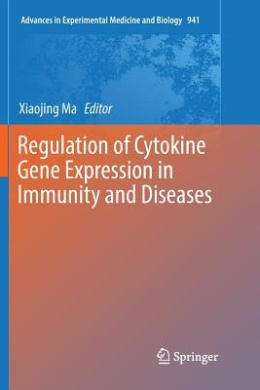 Advances in Experimental Medicine and Biology 941
Xiaojing Ma Editor
Regulation of Cytokine
Gene Expression in
Immunity and Diseases
Springer